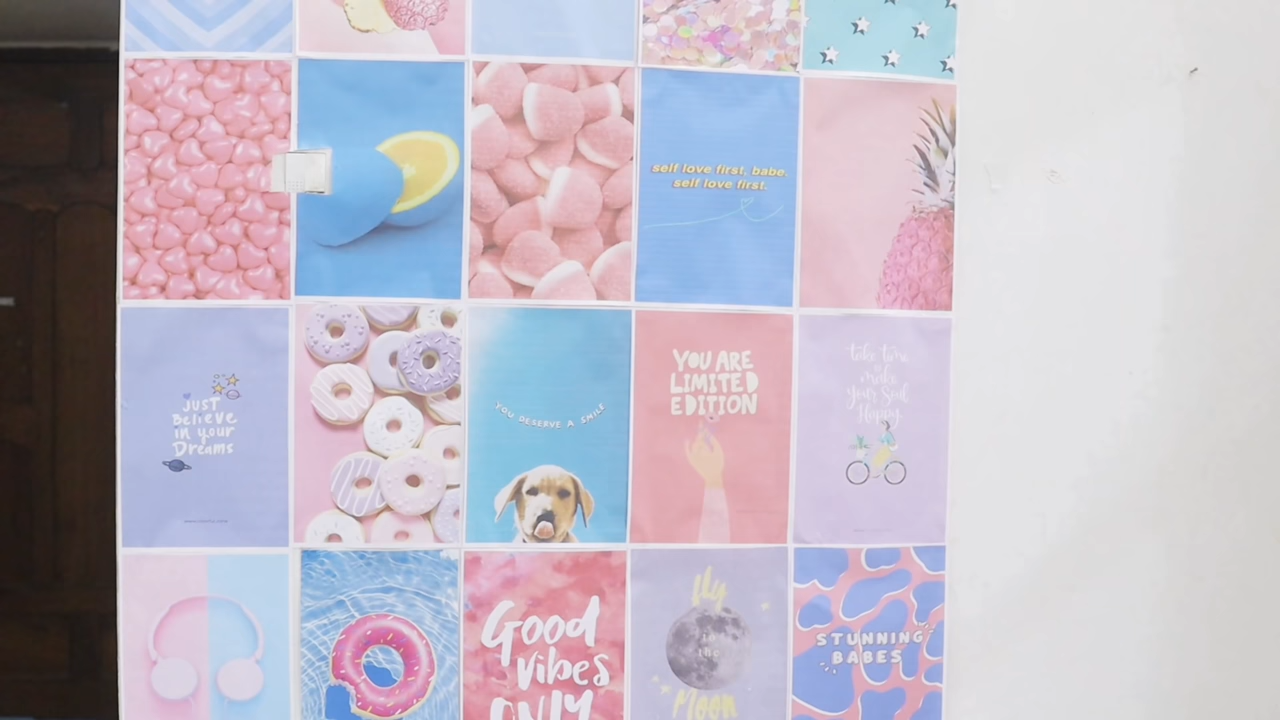 self love first, babe.
self love first.
JUST
Believe
in your
Dreams
YOU DESERVE A SMILE
YOU ARE
LIMITED
EDITION
take time
to
make
your Soul
Happy
Good
vibes
ONLY
fly
to
the
Moon
STUNNING
BABES